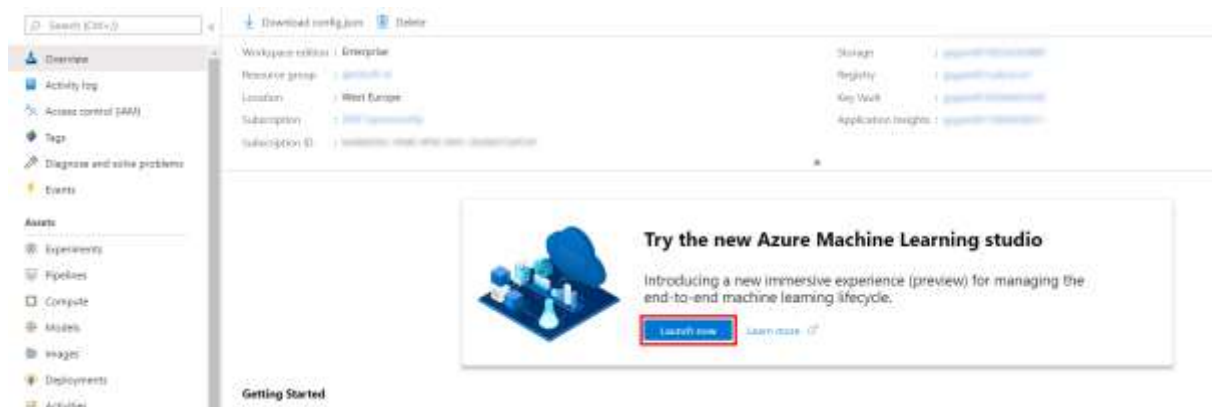 Search (Ctrl+/)
Download config.json
Delete
Overview
Activity log
Access control (IAM)
Tags
Diagnose and solve problems
Events
Assets
Experiments
Pipelines
Compute
Models
Images
Deployments
Activities
Workspace edition : Enterprise
Resource group :
Location : West Europe
Subscription :
Subscription ID :
Storage :
Registry :
Key Vault :
Application Insights :
Try the new Azure Machine Learning studio
Introducing a new immersive experience (preview) for managing the
end-to-end machine learning lifecycle.
Launch now
Learn more
Getting Started